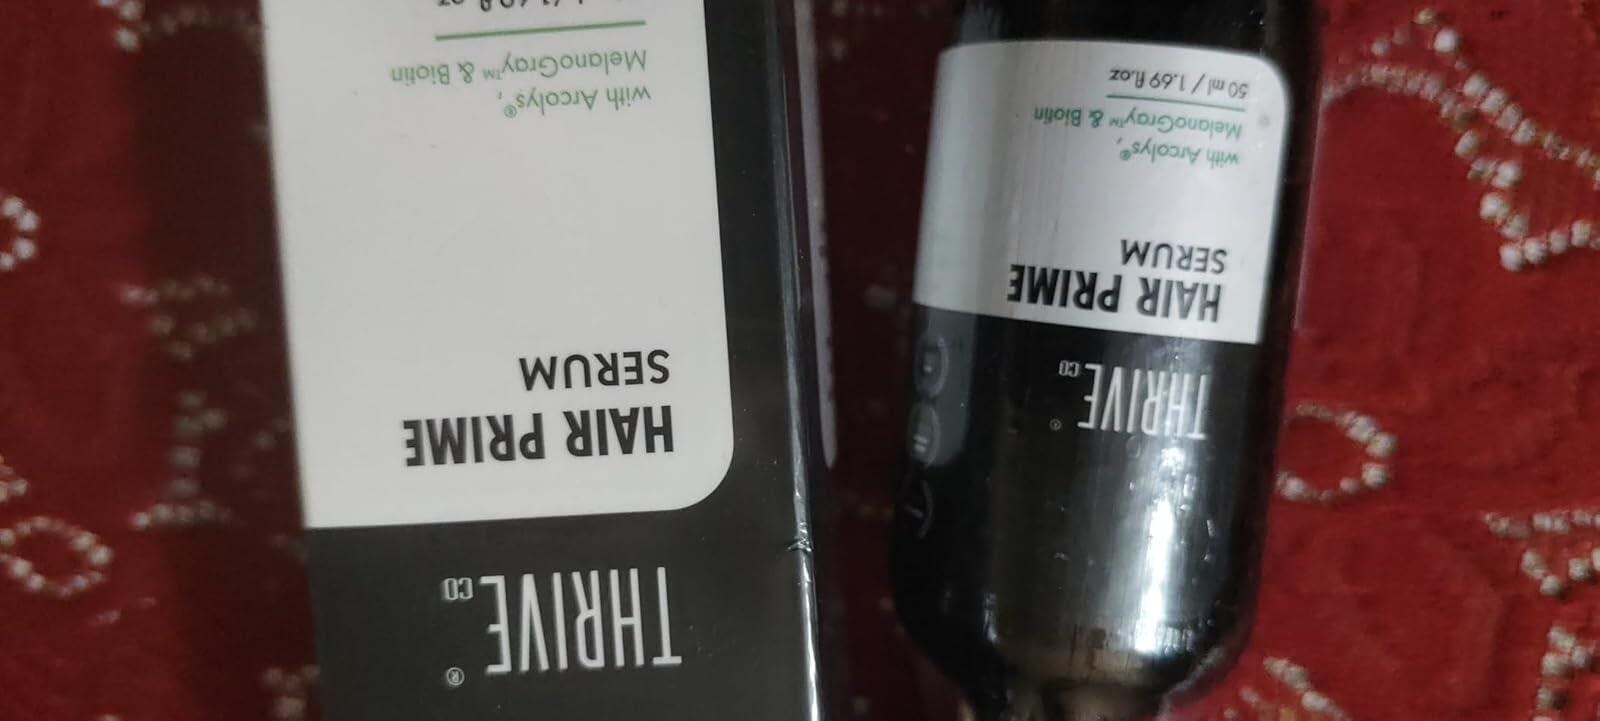 THRIVE CO ®
HAIR PRIME
SERUM
with Arcolys®,
MelanoGray™ & Biotin
THRIVE CO ®
HAIR PRIME
SERUM
with Arcolys®,
MelanoGray™ & Biotin
50 ml / 1.69 fl.oz